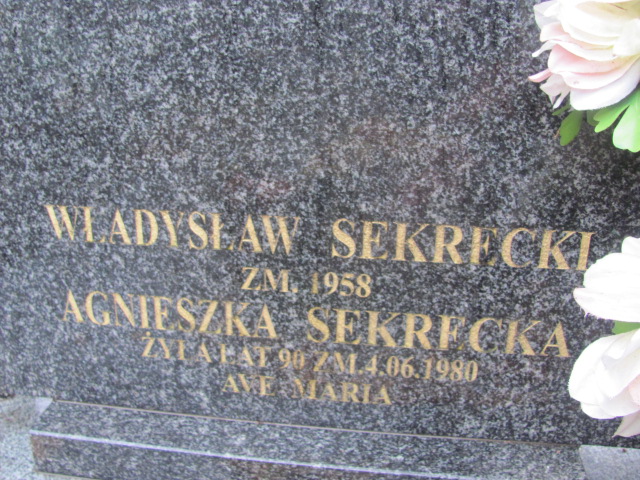 WŁADYSŁAW SEKRECKI
ZM. 1958
AGNIESZKA SEKRECKA
ŻYŁA LAT 90 ZM.4.06.1980
AVE MARIA